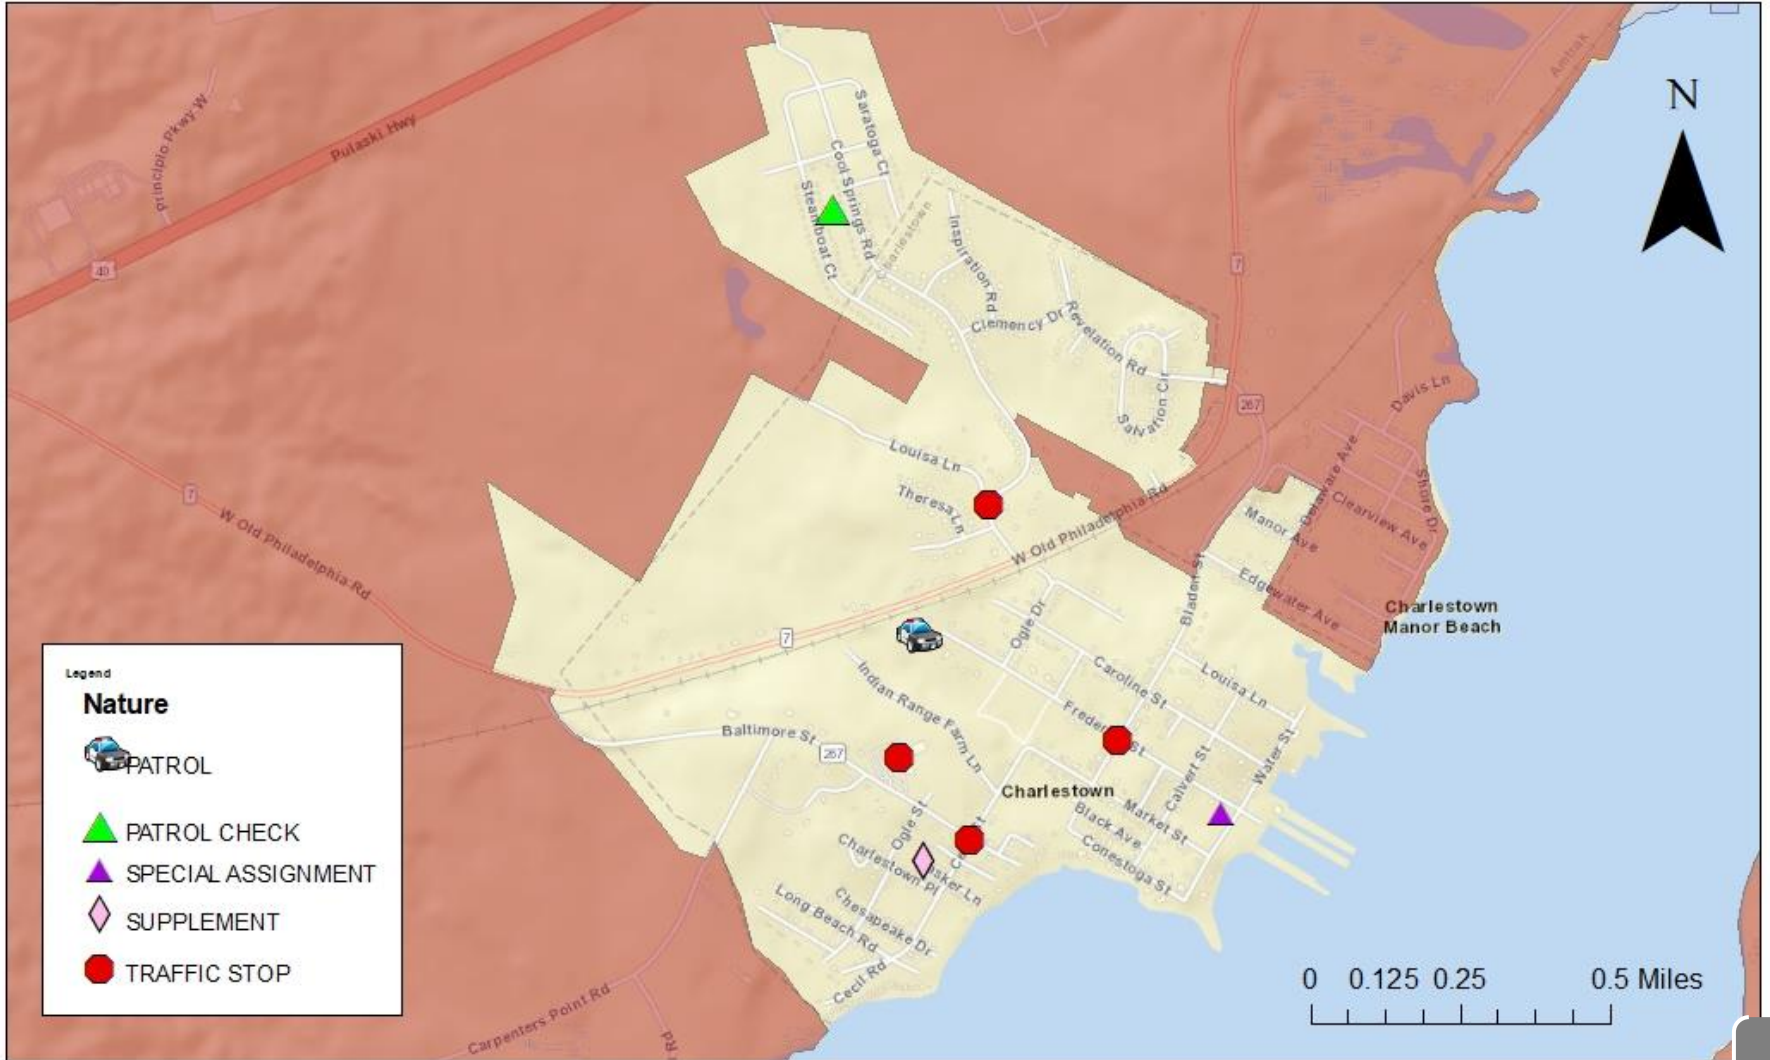 Amtrak
N
Principio Pkwy W
Pulaski Hwy
40
Saratoga Ct
Cool Springs Rd
Steamboat Ct
Charlestown
Inspiration Rd
Clemency Dr
Revelation Rd
Salvation Cir
7
267
Davis Ln
Delaware Ave
Shore Dr
Clearview Ave
Manor Ave
Edgewater Ave
Charlestown
Manor Beach
Louisa Ln
Theresa Ln
W Old Philadelphia Rd
7
W Old Philadelphia Rd
7
Bladen St
Ogle Dr
Caroline St
Louisa Ln
Indian Range Farm Ln
Baltimore St
267
Water St
Calvert St
Charlestown
Market St
Black Ave
Conestoga St
Ogle St
Charlestown Pl
Chesapeake Dr
Long Beach Rd
Cecil Rd
Carpenters Point Rd
Rd
Legend
Nature
PATROL
PATROL CHECK
SPECIAL ASSIGNMENT
SUPPLEMENT
TRAFFIC STOP
0 0.125 0.25 0.5 Miles